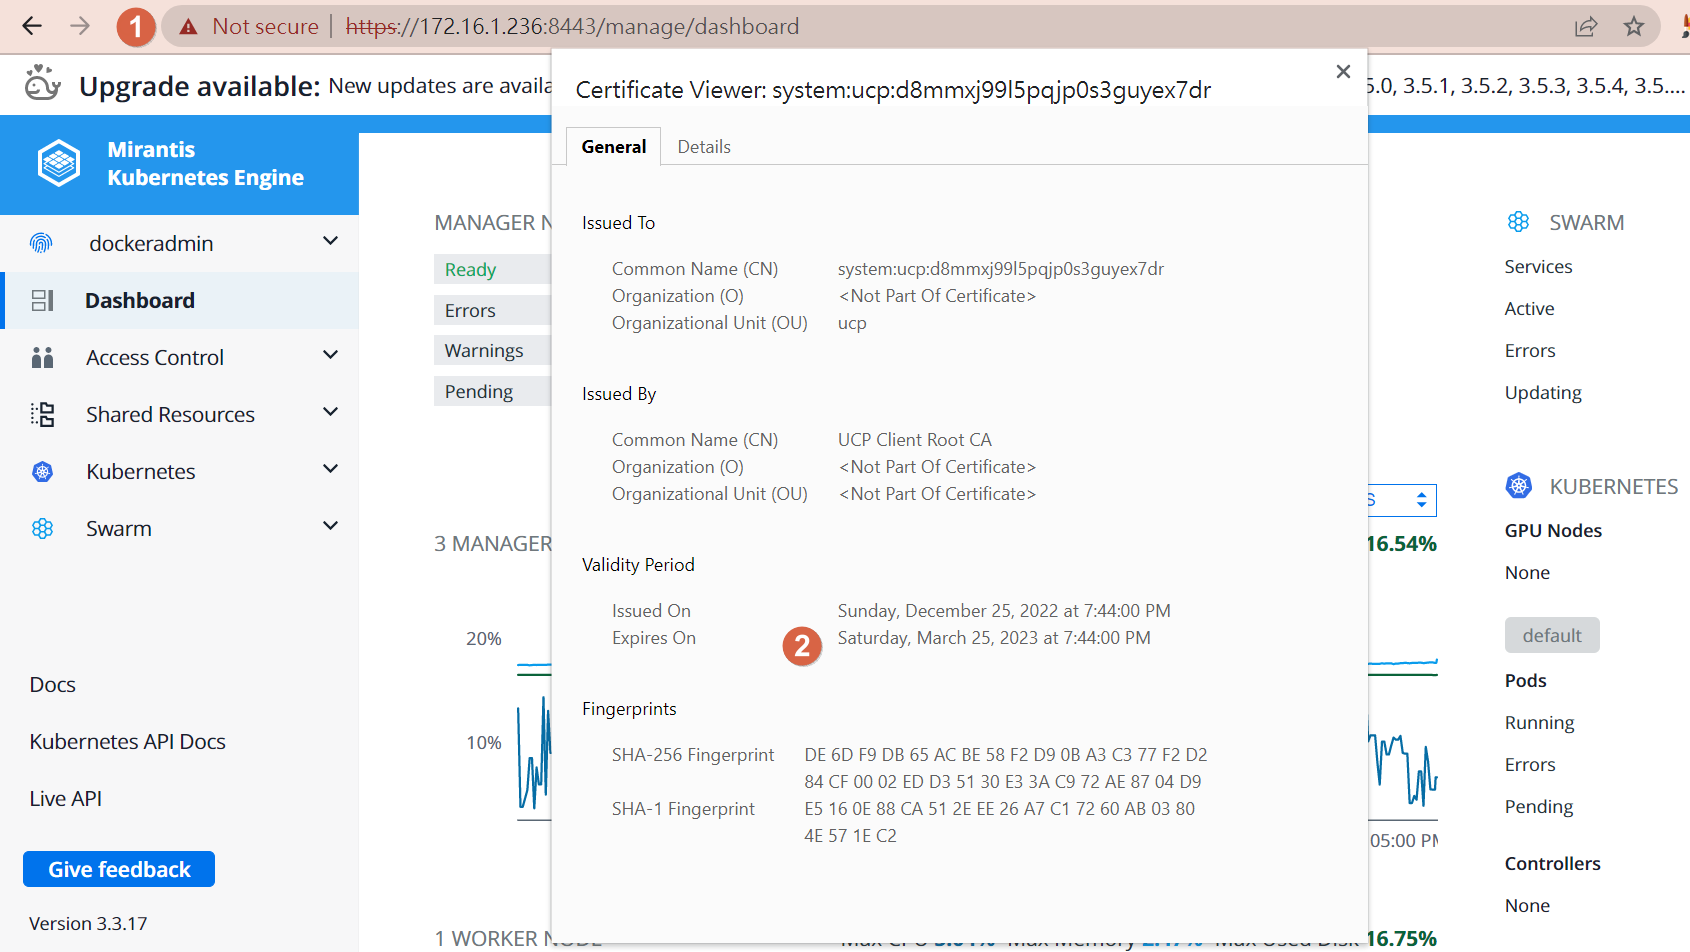 1
Not secure | https://172.16.1.236:8443/manage/dashboard
Upgrade available: New updates are availa
5.0, 3.5.1, 3.5.2, 3.5.3, 3.5.4, 3.5....
Mirantis
Kubernetes Engine
dockeradmin
Dashboard
Access Control
Shared Resources
Kubernetes
Swarm
Docs
Kubernetes API Docs
Live API
Give feedback
Version 3.3.17
MANAGER N
Ready
Errors
Warnings
Pending
3 MANAGER
20%
10%
1 WORKER NODE
Certificate Viewer: system:ucp:d8mmxj99l5pqjp0s3guyex7dr
General
Details
Issued To
Common Name (CN) system:ucp:d8mmxj99l5pqjp0s3guyex7dr
Organization (O) <Not Part Of Certificate>
Organizational Unit (OU) ucp
Issued By
Common Name (CN) UCP Client Root CA
Organization (O) <Not Part Of Certificate>
Organizational Unit (OU) <Not Part Of Certificate>
Validity Period
Issued On Sunday, December 25, 2022 at 7:44:00 PM
Expires On 2 Saturday, March 25, 2023 at 7:44:00 PM
Fingerprints
SHA-256 Fingerprint DE 6D F9 DB 65 AC BE 58 F2 D9 0B A3 C3 77 F2 D2
84 CF 00 02 ED D3 51 30 E3 3A C9 72 AE 87 04 D9
SHA-1 Fingerprint E5 16 0E 88 CA 51 2E EE 26 A7 C1 72 60 AB 03 80
4E 57 1E C2
S
16.54%
05:00 PM
Max CPU Max Memory Max Used Disk 16.75%
SWARM
Services
Active
Errors
Updating
KUBERNETES
GPU Nodes
None
default
Pods
Running
Errors
Pending
Controllers
None